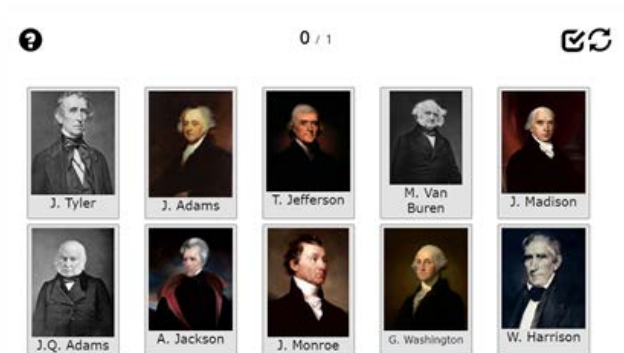 ?
0 / 1
J. Tyler
J. Adams
T. Jefferson
M. Van
Buren
J. Madison
J.Q. Adams
A. Jackson
J. Monroe
G. Washington
W. Harrison